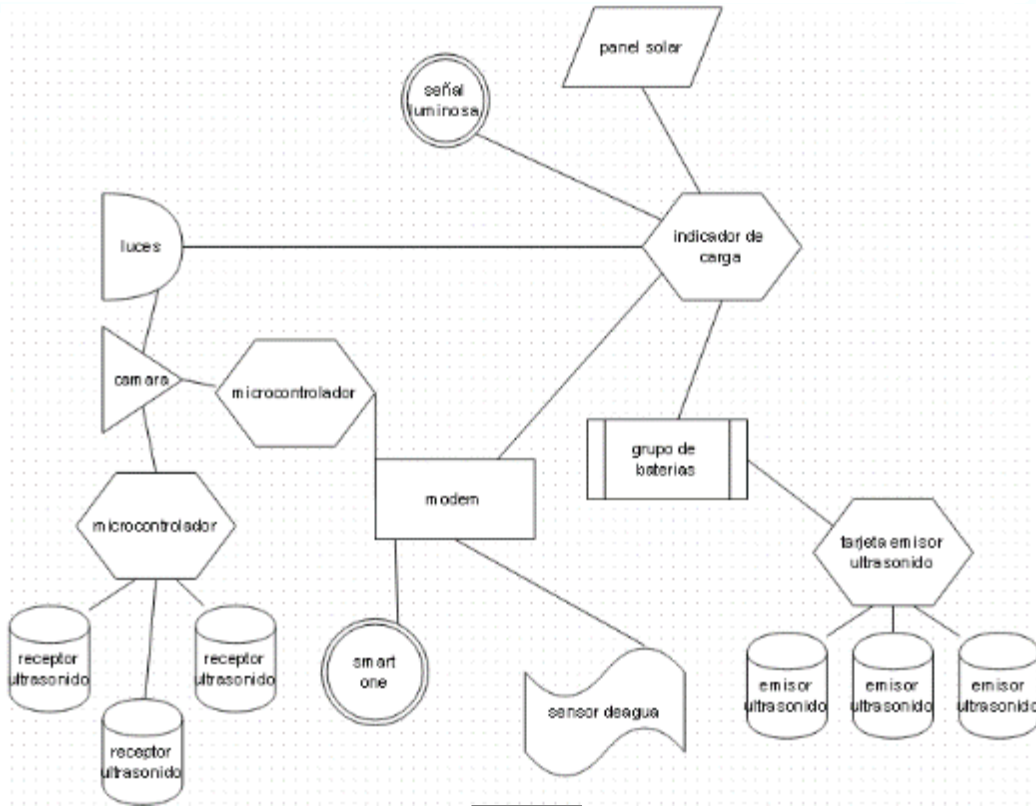 panel solar
señal
luminosa
luces
indicador de
carga
camara
microcontrolador
grupo de
baterias
modem
microcontrolador
tarjeta emisor
ultrasonido
receptor
ultrasonido
receptor
ultrasonido
receptor
ultrasonido
smart
one
sensor deagua
emisor
ultrasonido
emisor
ultrasonido
emisor
ultrasonido